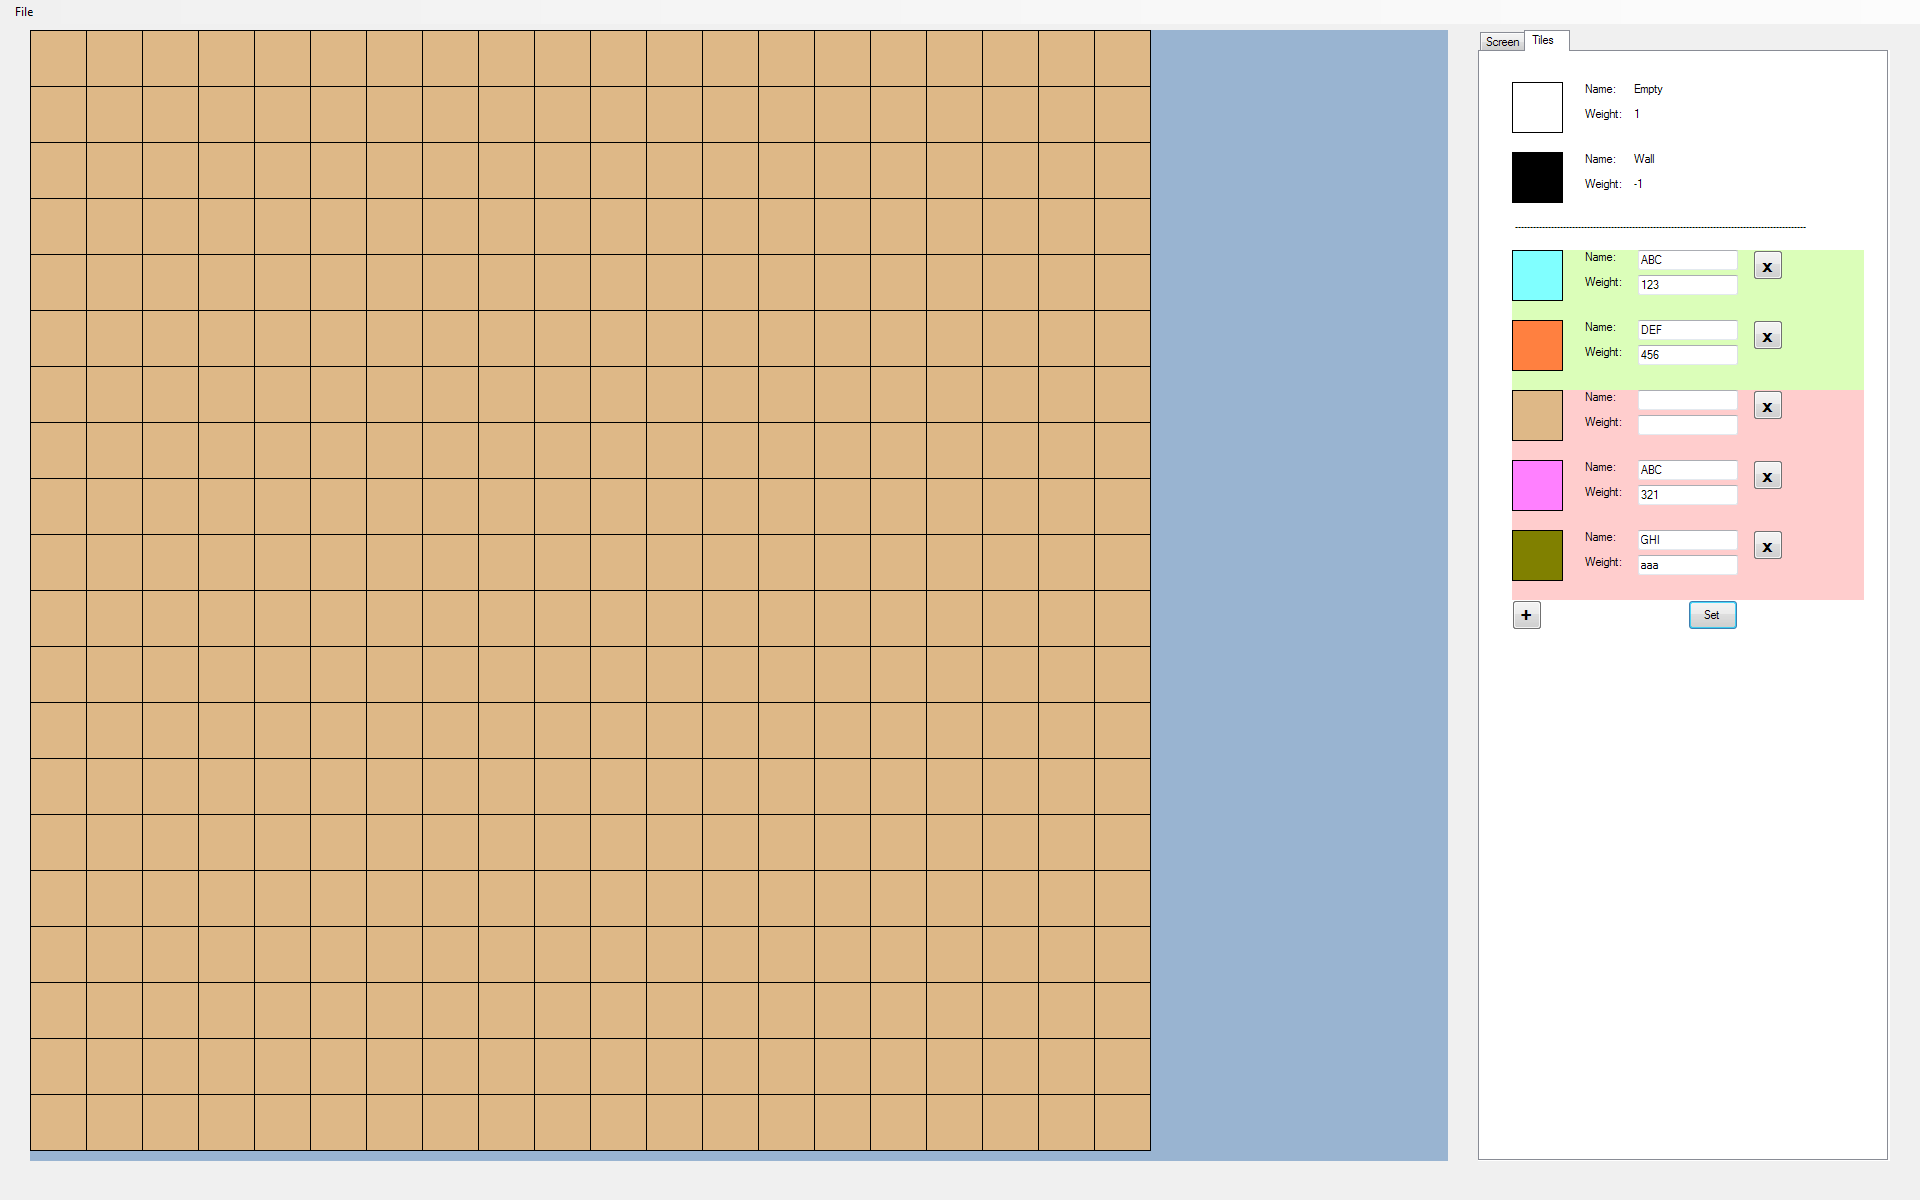 File
Screen Tiles
Name: Empty
Weight: 1
Name: Wall
Weight: -1
Name: ABC x
Weight: 123
Name: DEF x
Weight: 456
Name: x
Weight:
Name: ABC x
Weight: 321
Name: GHI x
Weight: aaa
+ Set